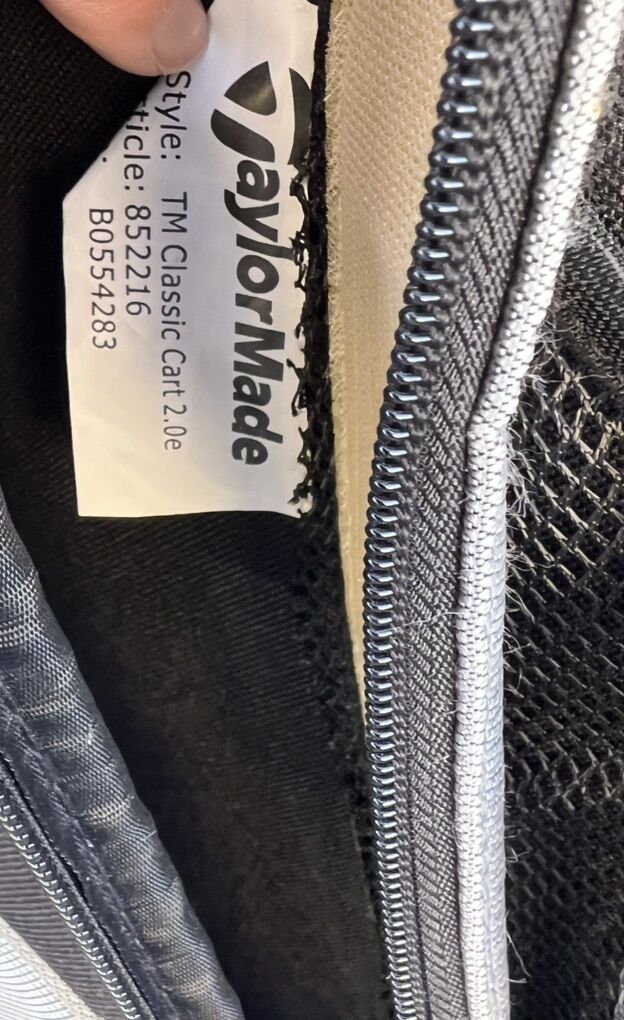 TaylorMade
Style: TM Classic Cart 2.0e
ticle: 852216
B0554283